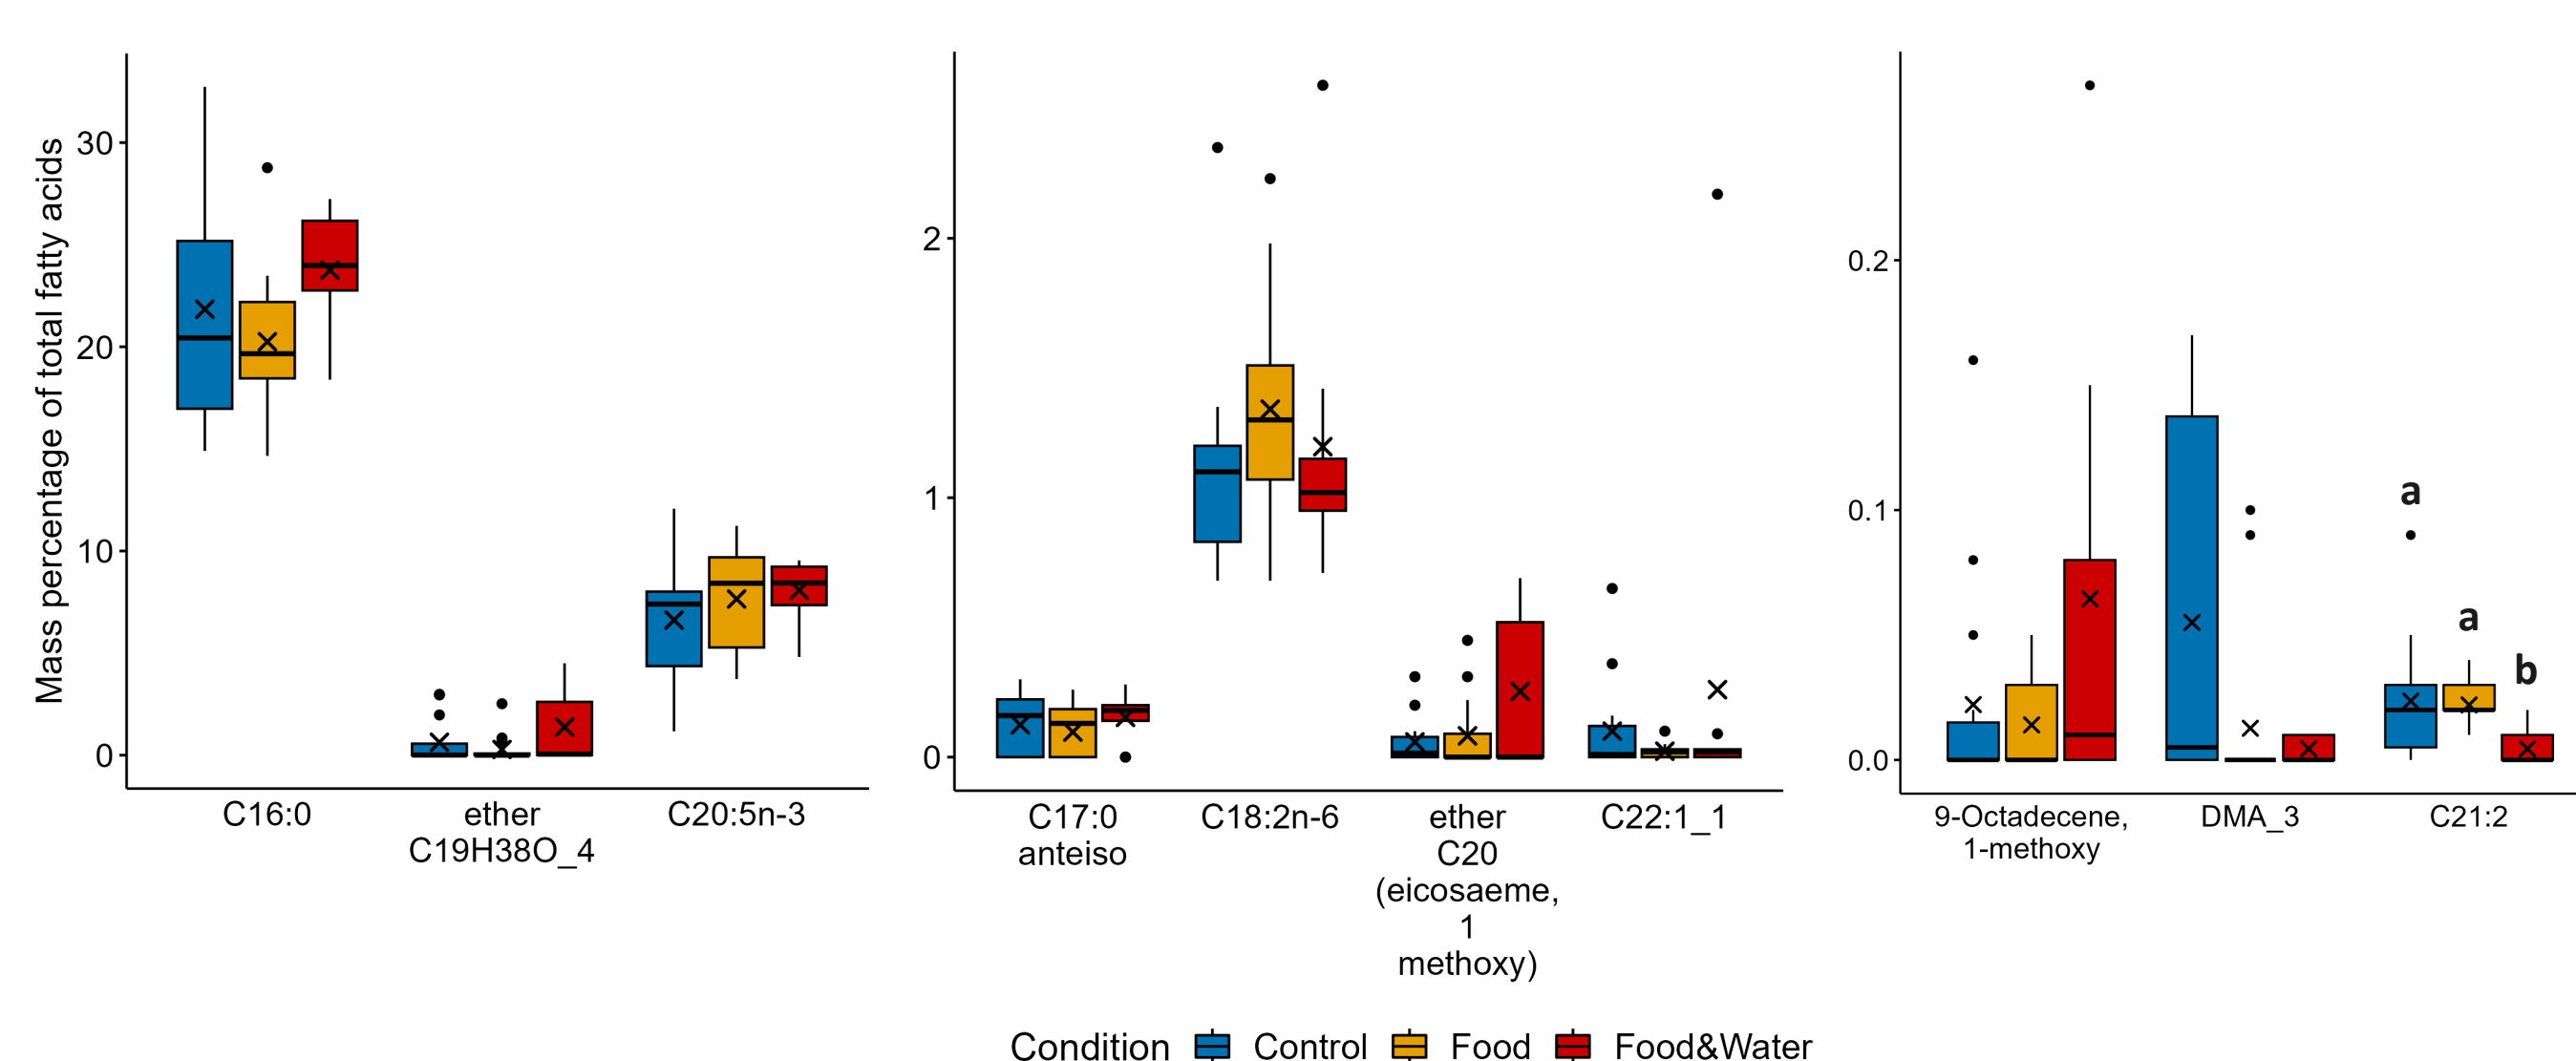 Mass percentage of total fatty acids
30
20
10
0
C16:0
ether
C19H38O_4
C20:5n-3
2
1
0
C17:0
anteiso
C18:2n-6
ether
C20
(eicosaeme,
1
methoxy)
C22:1_1
0.2
0.1
0.0
a
a
b
9-Octadecene,
1-methoxy
DMA_3
C21:2
Condition Control Food Food&Water